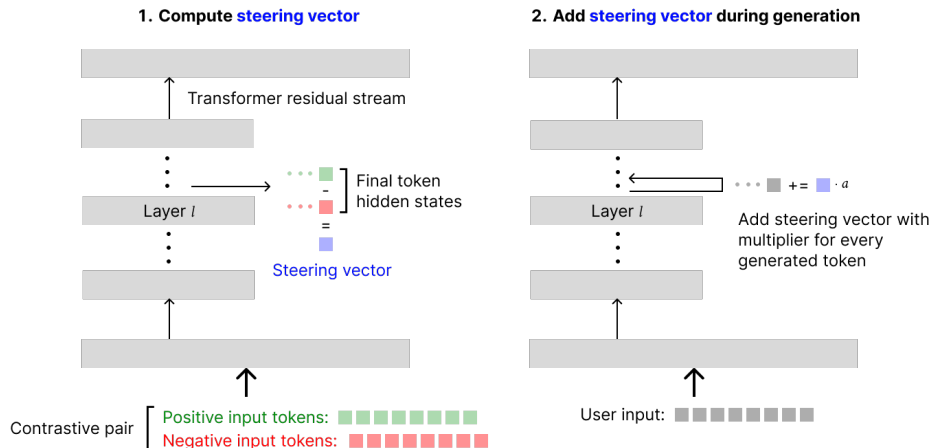 1. Compute steering vector
Transformer residual stream
Final token
hidden states
-
=
Layer l
Steering vector
Contrastive pair
Positive input tokens:
Negative input tokens:
2. Add steering vector during generation
Layer l
+= · a
Add steering vector with
multiplier for every
generated token
User input: